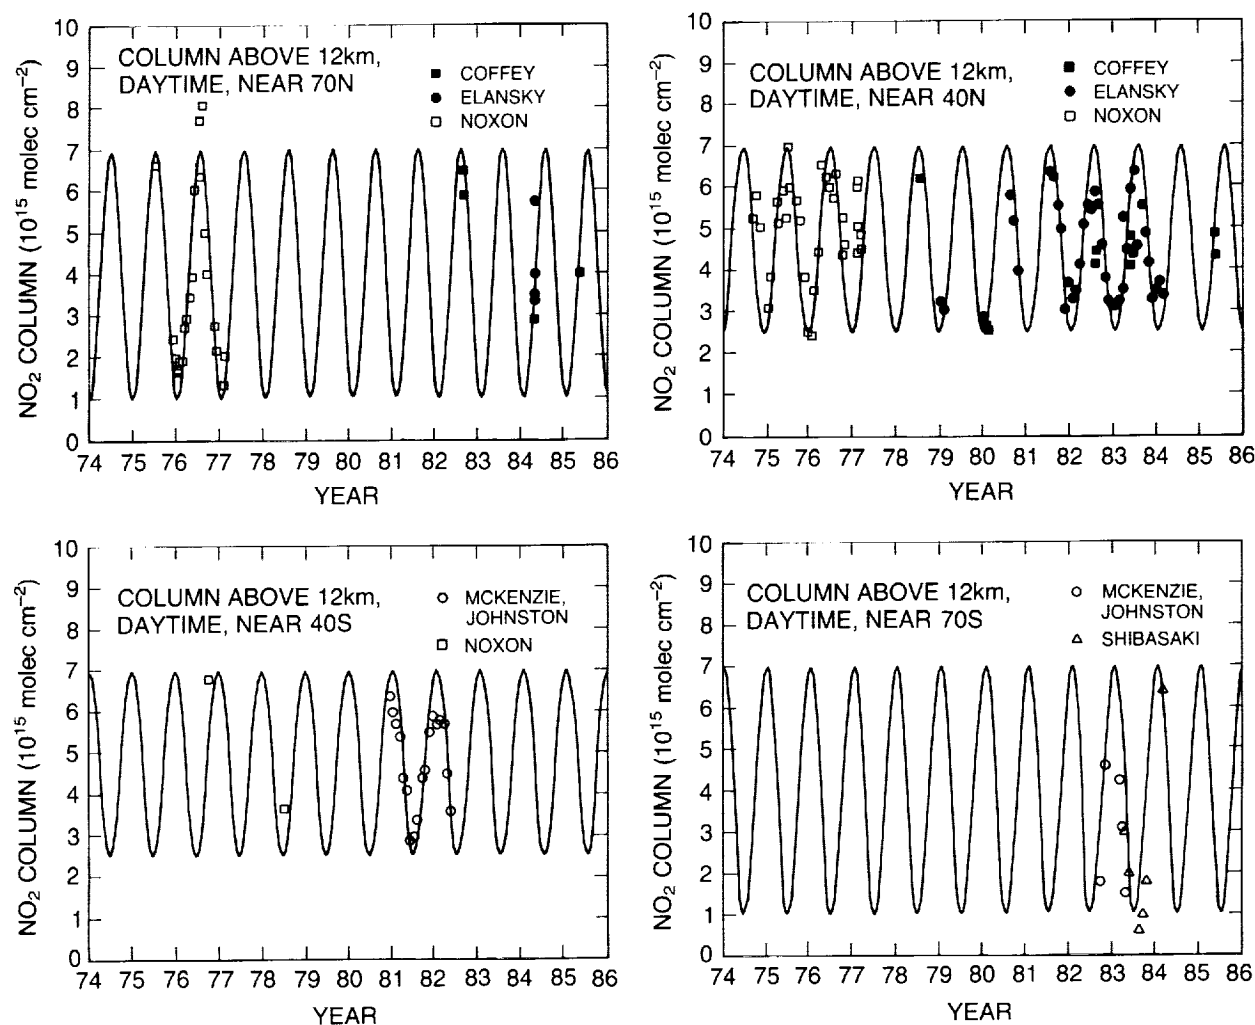 COLUMN ABOVE 12km,
DAYTIME, NEAR 70N
COFFEY
ELANSKY
NOXON
NO₂ COLUMN (10¹⁵ molec cm⁻²)
10
9
8
7
6
5
4
3
2
1
0
74 75 76 77 78 79 80 81 82 83 84 85 86
YEAR
COLUMN ABOVE 12km,
DAYTIME, NEAR 40N
COFFEY
ELANSKY
NOXON
NO₂ COLUMN (10¹⁵ molec cm⁻²)
10
9
8
7
6
5
4
3
2
1
0
74 75 76 77 78 79 80 81 82 83 84 85 86
YEAR
COLUMN ABOVE 12km,
DAYTIME, NEAR 40S
MCKENZIE,
JOHNSTON
NOXON
NO₂ COLUMN (10¹⁵ molec cm⁻²)
10
9
8
7
6
5
4
3
2
1
0
74 75 76 77 78 79 80 81 82 83 84 85 86
YEAR
COLUMN ABOVE 12km,
DAYTIME, NEAR 70S
MCKENZIE,
JOHNSTON
SHIBASAKI
NO₂ COLUMN (10¹⁵ molec cm⁻²)
10
9
8
7
6
5
4
3
2
1
0
74 75 76 77 78 79 80 81 82 83 84 85 86
YEAR